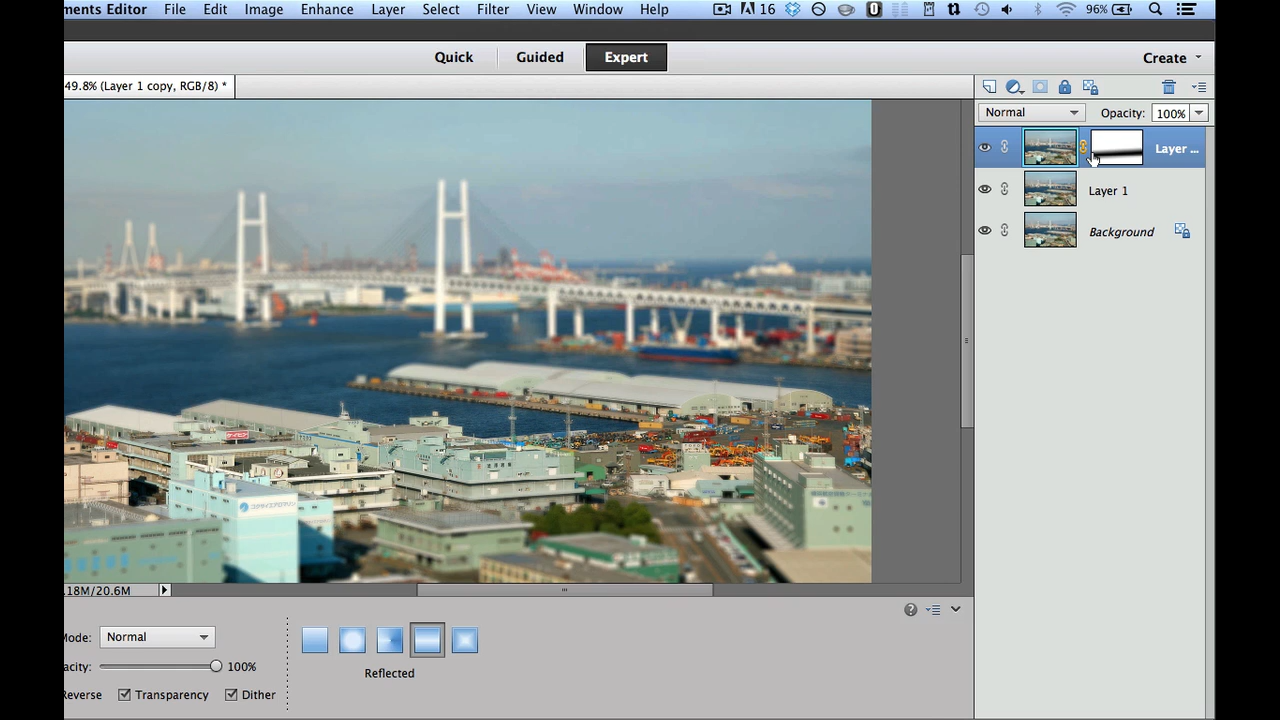 ments Editor File Edit Image Enhance Layer Select Filter View Window Help 16 96%
Quick Guided Expert Create
49.8% (Layer 1 copy, RGB/8) *
Normal Opacity: 100%
Layer ...
Layer 1
Background
.18M/20.6M
Mode: Normal
acity: 100%
Reflected
Reverse Transparency Dither